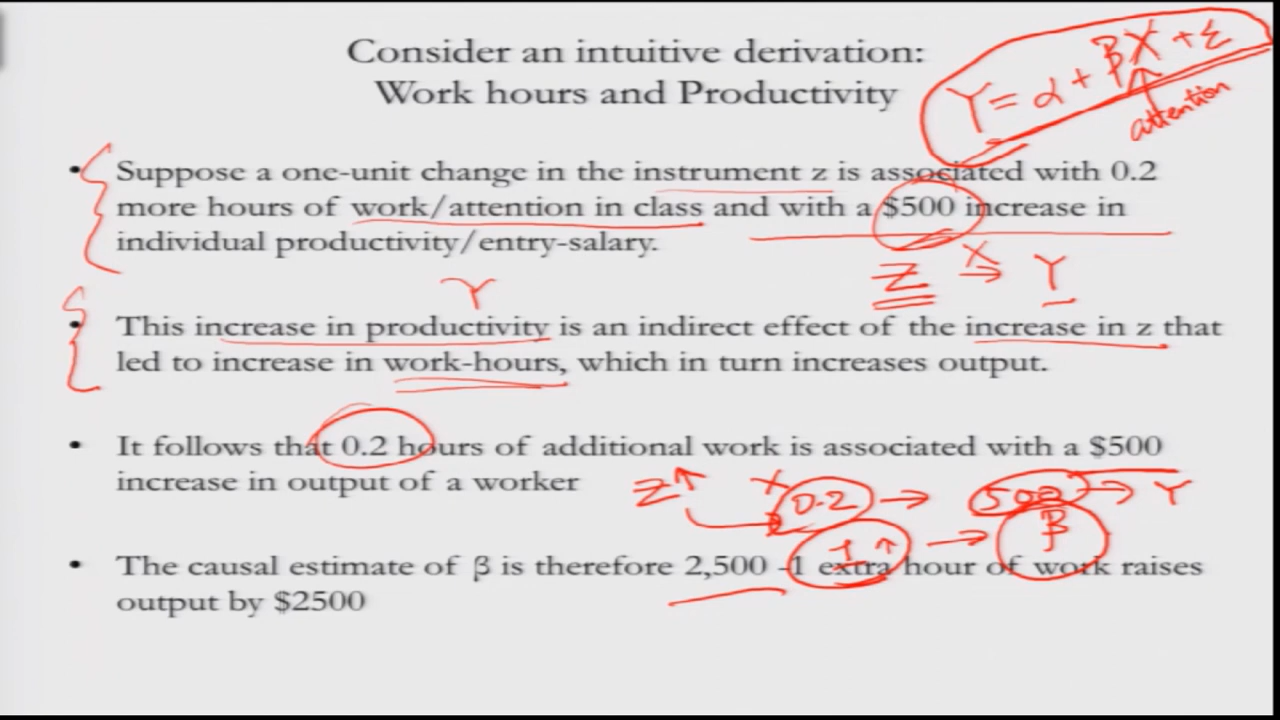 Consider an intuitive derivation:
Work hours and Productivity
Y = α + βX + ε
attention
• Suppose a one-unit change in the instrument z is associated with 0.2
more hours of work/attention in class and with a $500 increase in
individual productivity/entry-salary.
Z X→ Y
Y
• This increase in productivity is an indirect effect of the increase in z that
led to increase in work-hours, which in turn increases output.
• It follows that 0.2 hours of additional work is associated with a $500
increase in output of a worker
Z↑ X 0.2 → 500 → Y
1↑ → β
• The causal estimate of β is therefore 2,500 -1 extra hour of work raises
output by $2500